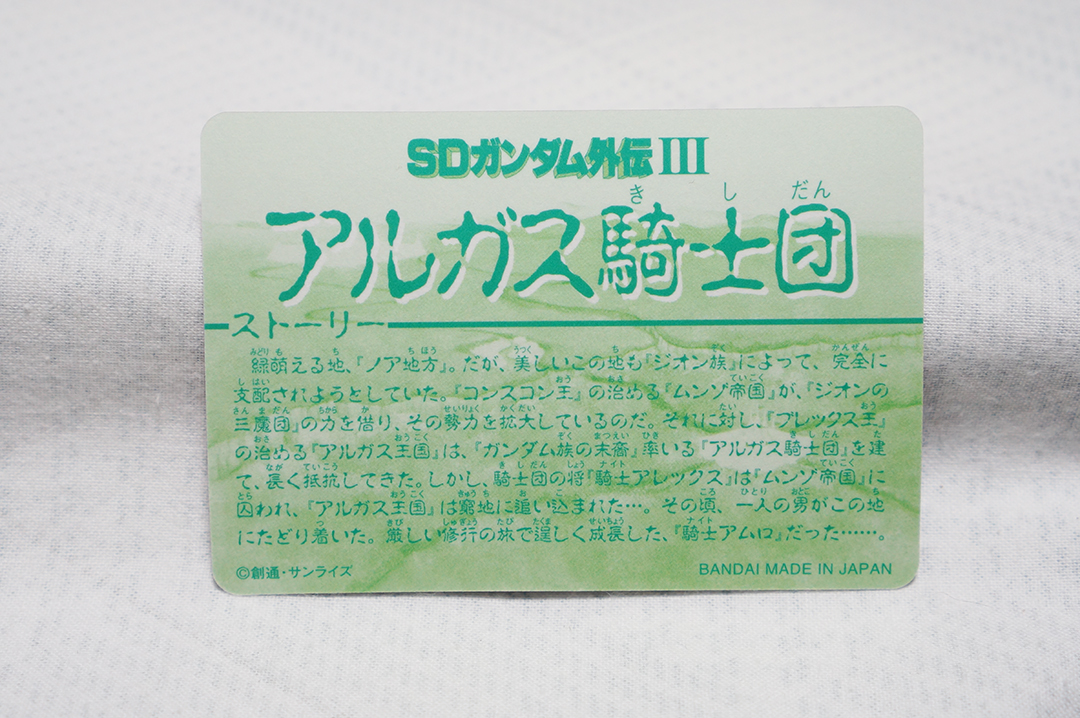 SDガンダム外伝III
アルガス騎士団
きしだん
ストーリー
緑萌える地、『ノア地方』。だが、美しいこの地も『ジオン族』によって、完全に
支配されようとしていた。『コンスコン王』の治める『ムンゾ帝国』が、『ジオンの
三魔団』の力を借り、その勢力を拡大しているのだ。それに対し、『ブレックス王』
の治める『アルガス王国』は、『ガンダム族の末裔』率いる『アルガス騎士団』を建
て、長く抵抗してきた。しかし、騎士団の将『騎士アレックス』は『ムンゾ帝国』に
囚われ、『アルガス王国』は窮地に追い込まれた…。その頃、一人の男がこの地
にたどり着いた。厳しい修行の旅で逞しく成長した、『騎士アムロ』だった……。
©創通・サンライズ
BANDAI MADE IN JAPAN